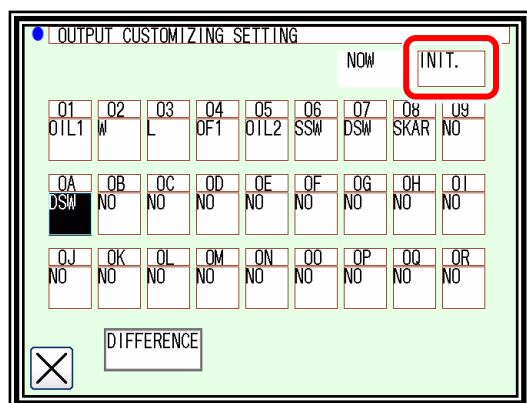 OUTPUT CUSTOMIZING SETTING
NOW INIT.
01 02 03 04 05 06 07 08 09
OIL1 W L OF1 OIL2 SSW DSW SKAR NO
0A 0B 0C 0D 0E 0F 0G 0H 0I
DSW NO NO NO NO NO NO NO NO
0J 0K 0L 0M 0N 0O 0P 0Q 0R
NO NO NO NO NO NO NO NO NO
DIFFERENCE